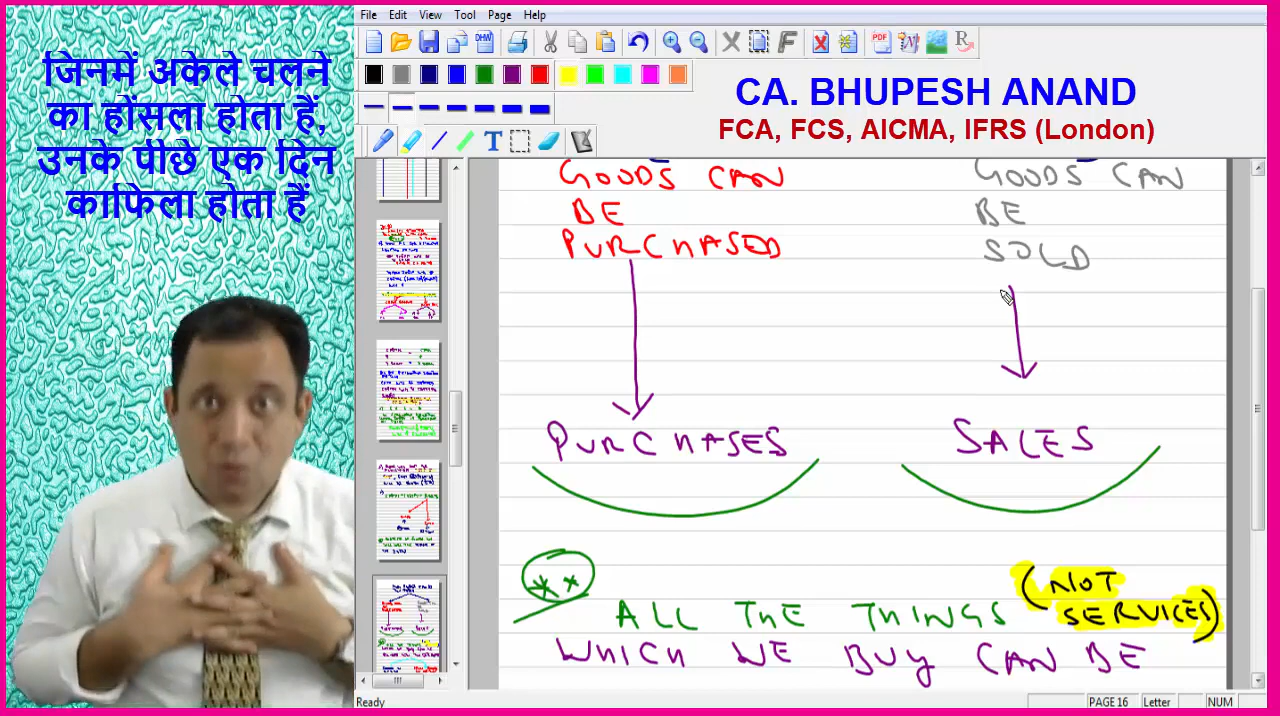 जिनमें अकेले चलने
का होंसला होता हैं,
उनके पीछे एक दिन
काफिला होता हैं
File Edit View Tool Page Help
DHW
PDF
CA. BHUPESH ANAND
FCA, FCS, AICMA, IFRS (London)
GOODS CAN
BE
PURCHASED
GOODS CAN
BE
SOLD
PURCHASES
SALES
ALL THE THINGS (NOT
SERVICES)
WHICH WE BUY CAN BE
Ready
PAGE 16 Letter NUM